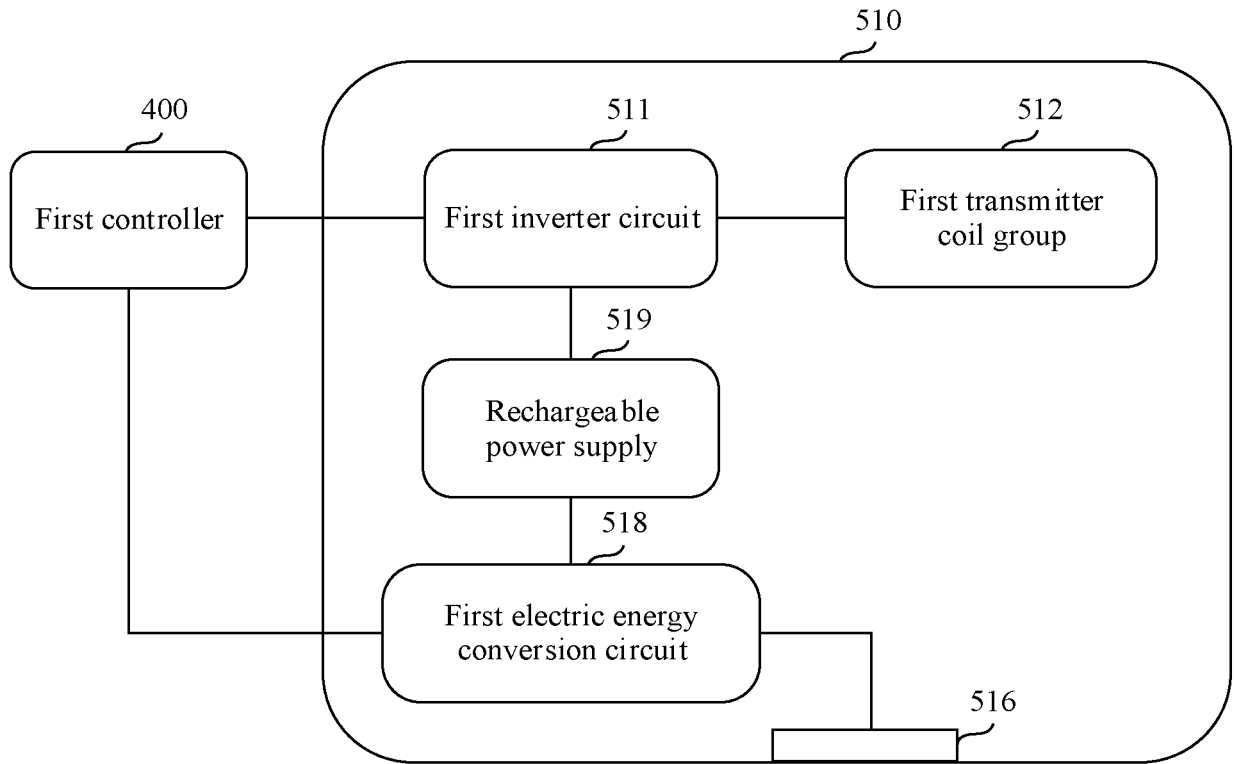 510
400
511
512
First controller
First inverter circuit
First transmitter
coil group
519
Rechargeable
power supply
518
First electric energy
conversion circuit
516